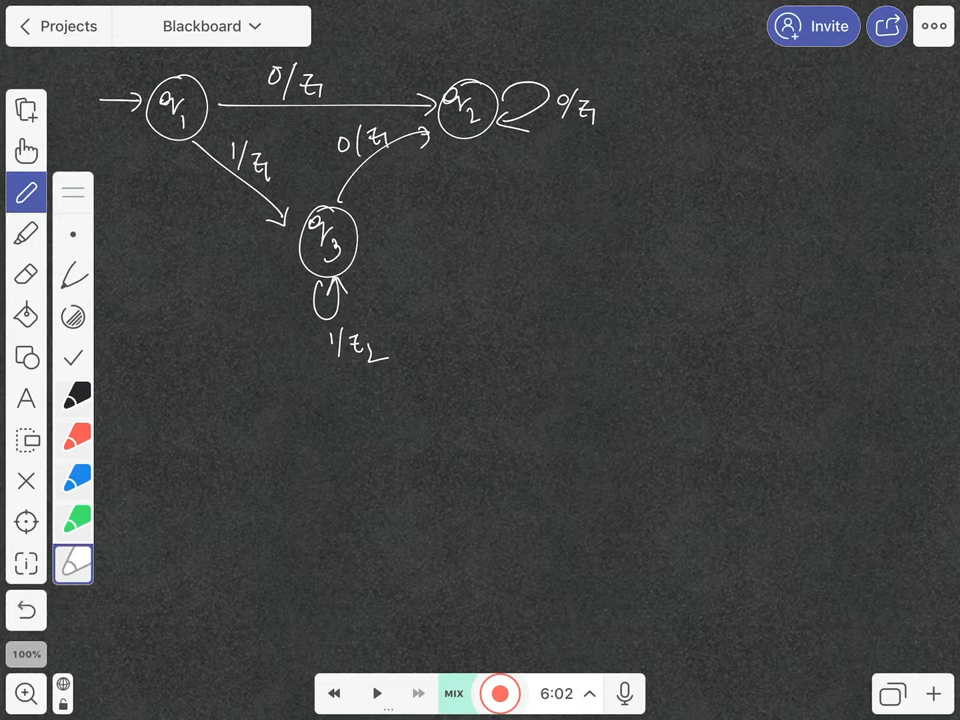 Projects
Blackboard
Invite
0/Z1
q1
q2
0/Z1
0/Z1
1/Z1
q3
1/Z2
A
100%
MIX
6:02